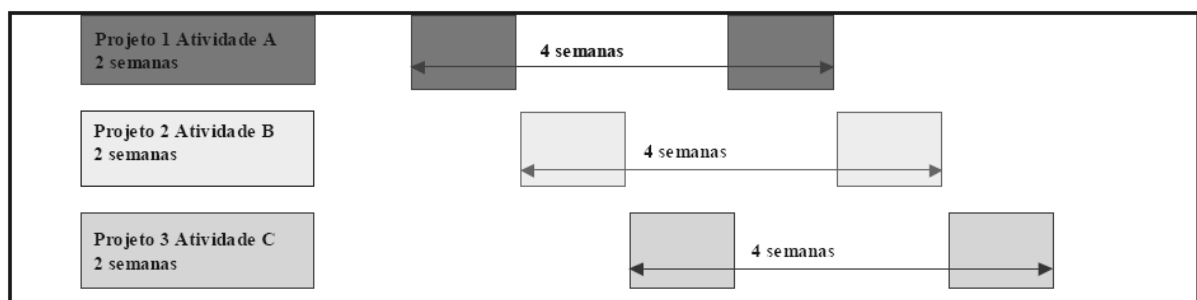 Projeto 1 Atividade A
2 semanas
4 semanas
Projeto 2 Atividade B
2 semanas
4 semanas
Projeto 3 Atividade C
2 semanas
4 semanas